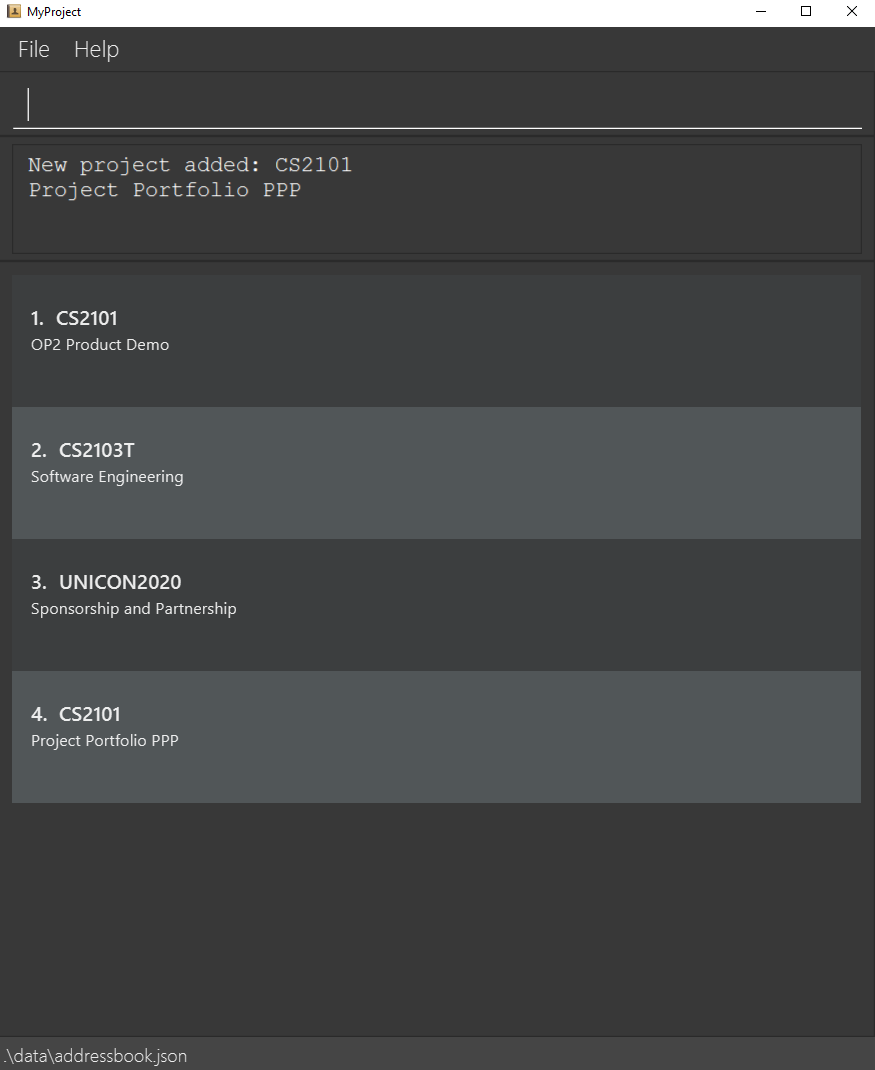 MyProject
File Help
New project added: CS2101
Project Portfolio PPP
1. CS2101
OP2 Product Demo
2. CS2103T
Software Engineering
3. UNICON2020
Sponsorship and Partnership
4. CS2101
Project Portfolio PPP
.\data\addressbook.json